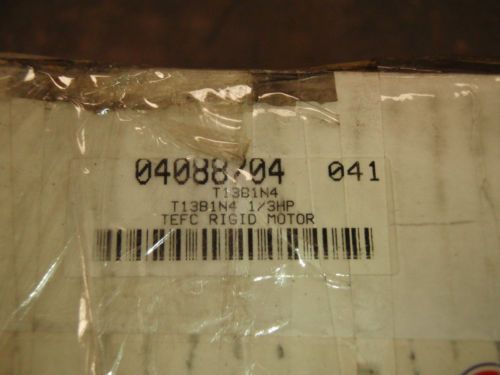 04088704 041
T13B1N4
T13B1N4 1/3HP
TEFC RIGID MOTOR